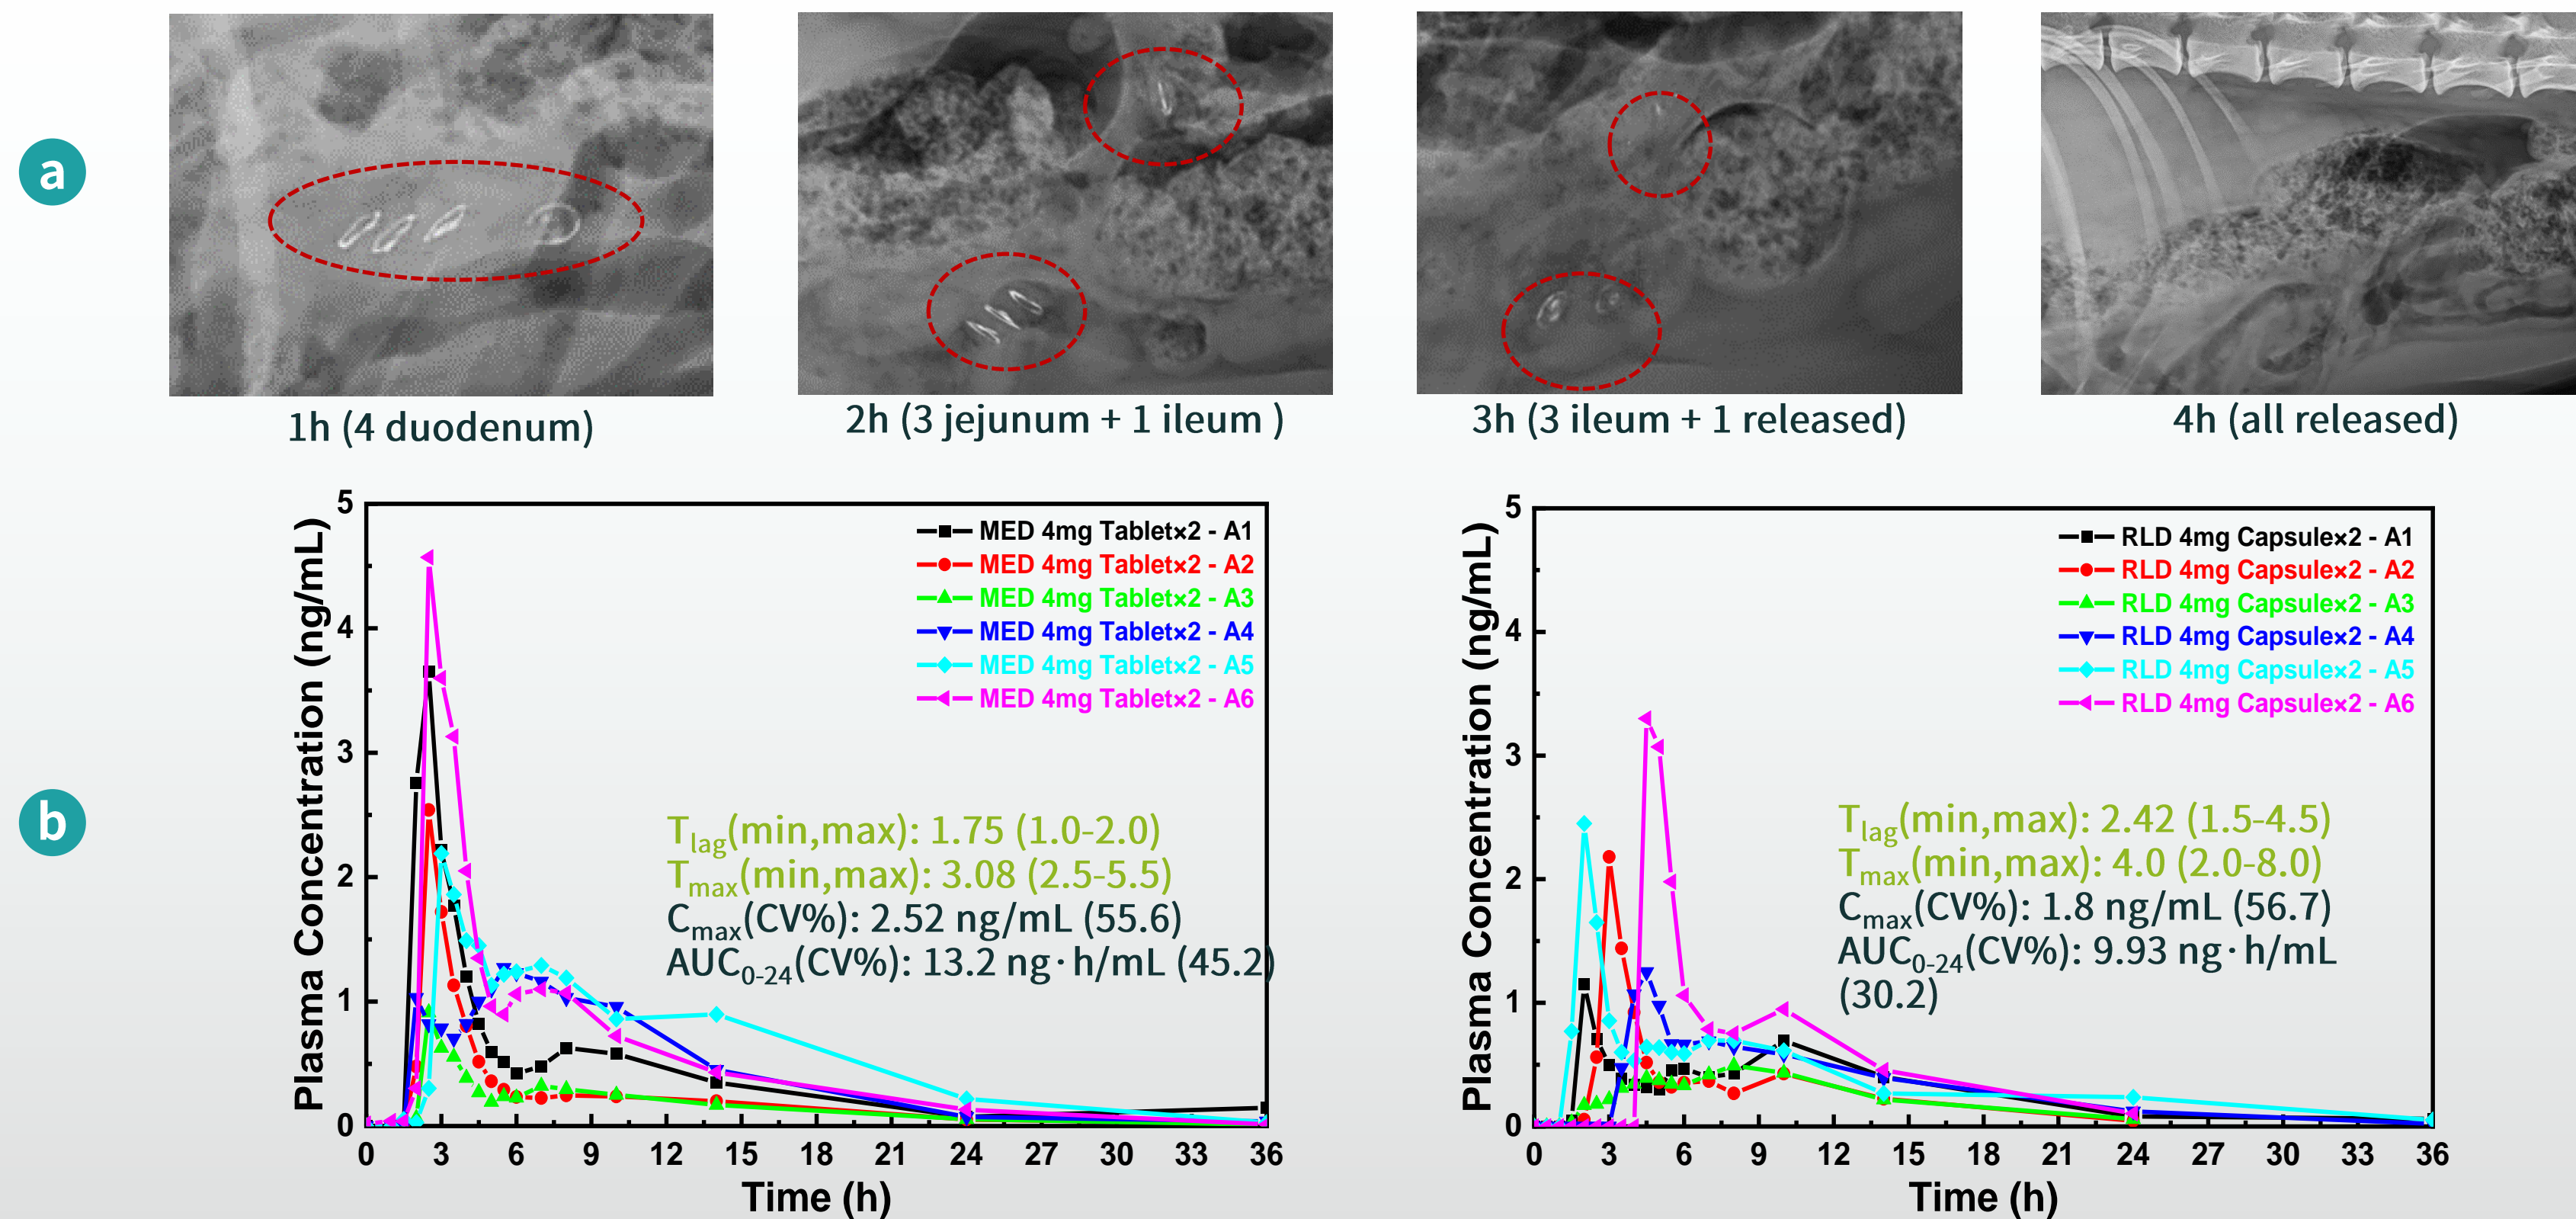 a
1h (4 duodenum)
2h (3 jejunum + 1 ileum )
3h (3 ileum + 1 released)
4h (all released)
b
Plasma Concentration (ng/mL)
5
4
3
2
1
0
MED 4mg Tablet×2 - A1
MED 4mg Tablet×2 - A2
MED 4mg Tablet×2 - A3
MED 4mg Tablet×2 - A4
MED 4mg Tablet×2 - A5
MED 4mg Tablet×2 - A6
Tlag(min,max): 1.75 (1.0-2.0)
Tmax(min,max): 3.08 (2.5-5.5)
Cmax(CV%): 2.52 ng/mL (55.6)
AUC0-24(CV%): 13.2 ng·h/mL (45.2)
0 3 6 9 12 15 18 21 24 27 30 33 36
Time (h)
Plasma Concentration (ng/mL)
5
4
3
2
1
0
RLD 4mg Capsule×2 - A1
RLD 4mg Capsule×2 - A2
RLD 4mg Capsule×2 - A3
RLD 4mg Capsule×2 - A4
RLD 4mg Capsule×2 - A5
RLD 4mg Capsule×2 - A6
Tlag(min,max): 2.42 (1.5-4.5)
Tmax(min,max): 4.0 (2.0-8.0)
Cmax(CV%): 1.8 ng/mL (56.7)
AUC0-24(CV%): 9.93 ng·h/mL
(30.2)
0 3 6 9 12 15 18 21 24 27 30 33 36
Time (h)